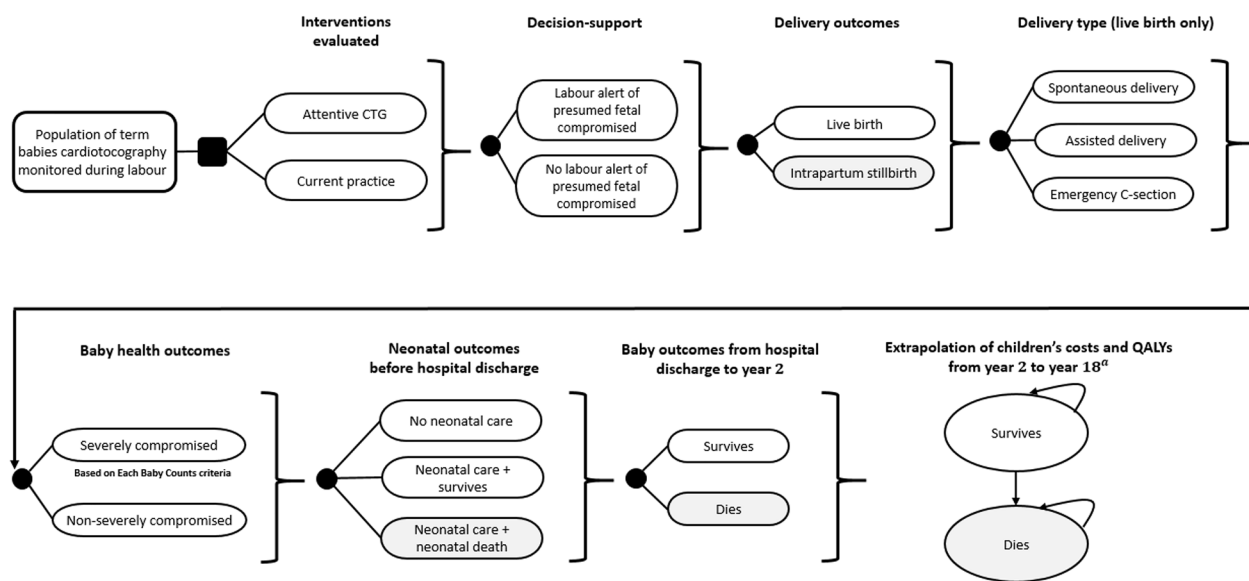 Interventions
evaluated
Decision-support
Delivery outcomes
Delivery type (live birth only)
Population of term
babies cardiotocography
monitored during labour
Attentive CTG
Current practice
Labour alert of
presumed fetal
compromised
No labour alert of
presumed fetal
compromised
Live birth
Intrapartum stillbirth
Spontaneous delivery
Assisted delivery
Emergency C-section
Baby health outcomes
Neonatal outcomes
before hospital discharge
Baby outcomes from hospital
discharge to year 2
Extrapolation of children's costs and QALYs
from year 2 to year 18ᵃ
Severely compromised
Based on Each Baby Counts criteria
Non-severely compromised
No neonatal care
Neonatal care +
survives
Neonatal care +
neonatal death
Survives
Dies
Survives
Dies